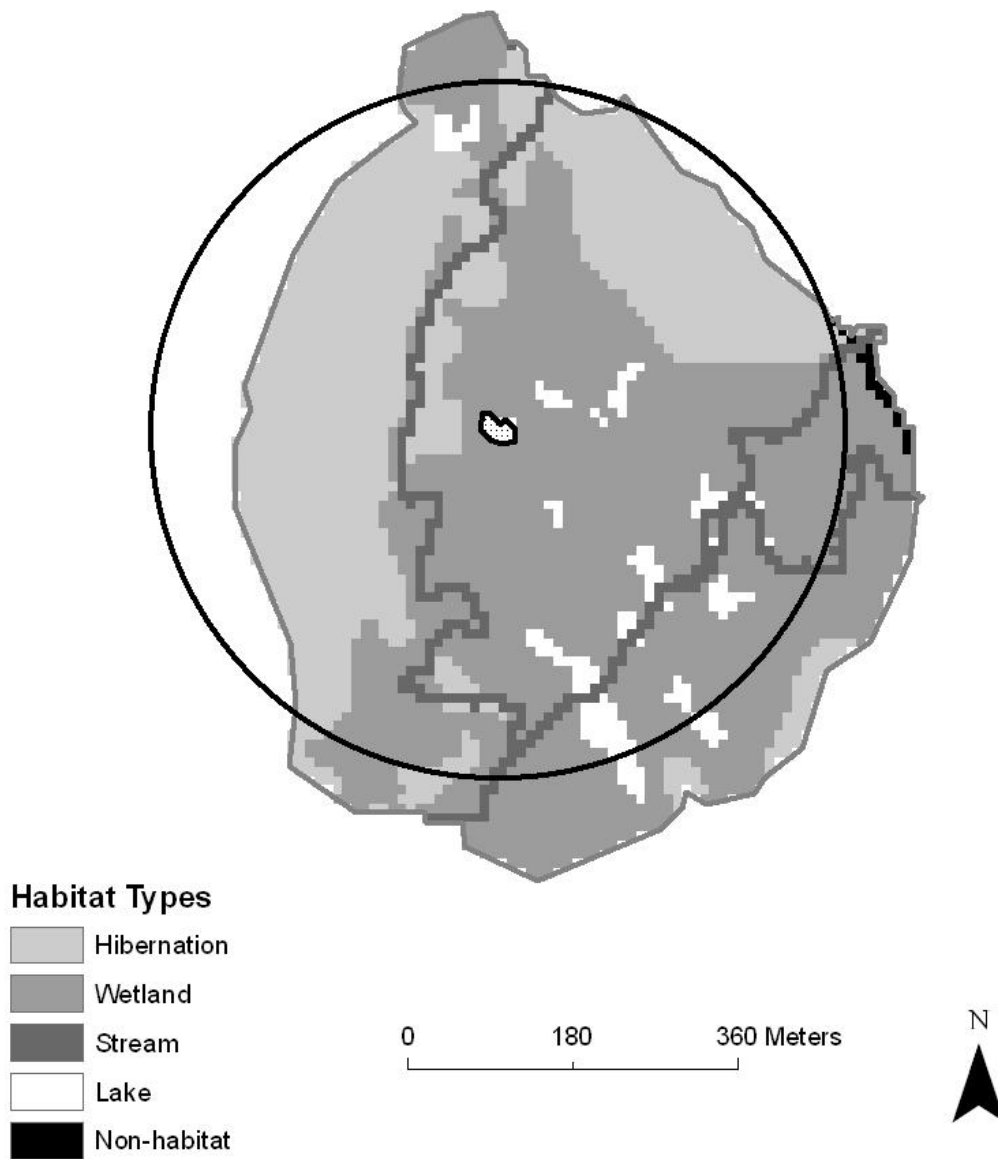 Habitat Types
Hibernation
Wetland
Stream
Lake
Non-habitat
0 180 360 Meters
N